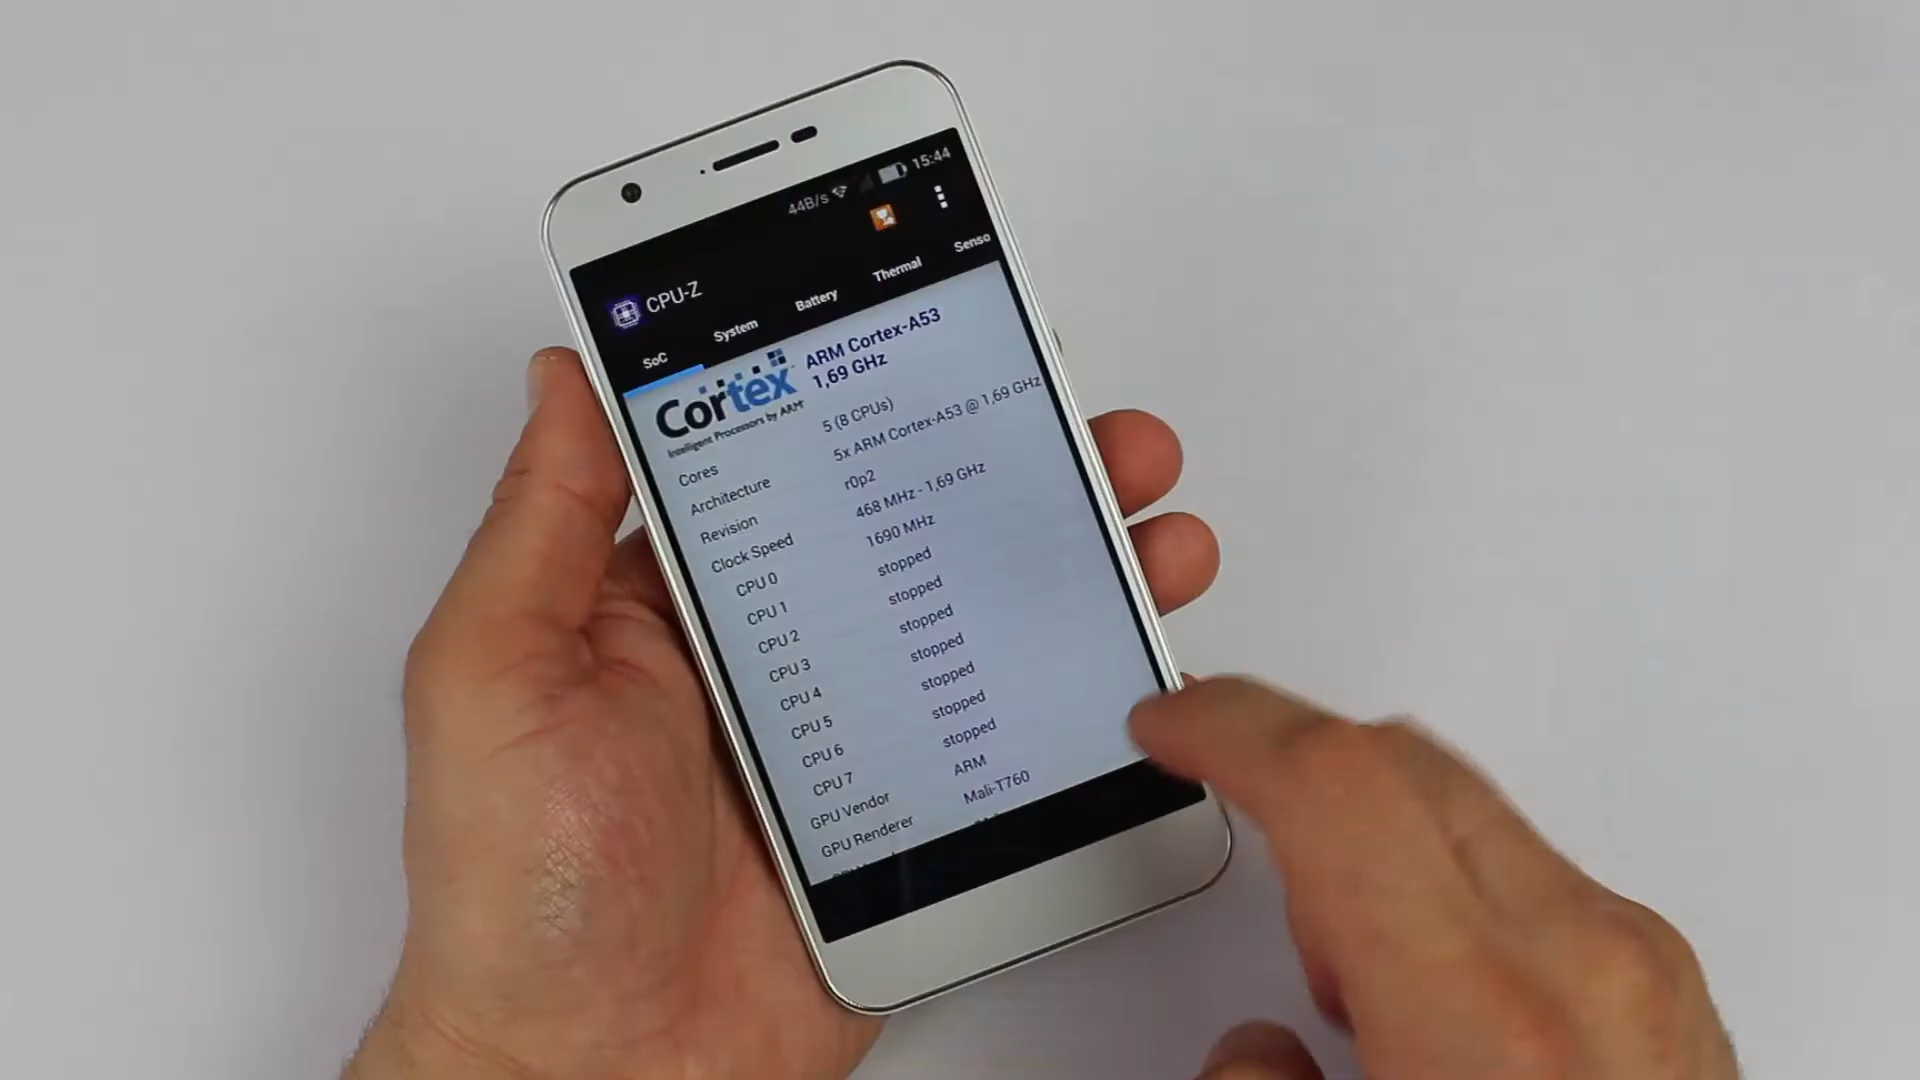 44B/s 15:44
CPU-Z
SoC System Battery Thermal Senso
Cortex
Intelligent Processors by ARM
ARM Cortex-A53
1,69 GHz
Cores 5 (8 CPUs)
Architecture 5x ARM Cortex-A53 @ 1,69 GHz
Revision r0p2
Clock Speed 468 MHz - 1,69 GHz
CPU 0 1690 MHz
CPU 1 stopped
CPU 2 stopped
CPU 3 stopped
CPU 4 stopped
CPU 5 stopped
CPU 6 stopped
CPU 7 stopped
GPU Vendor ARM
GPU Renderer Mali-T760